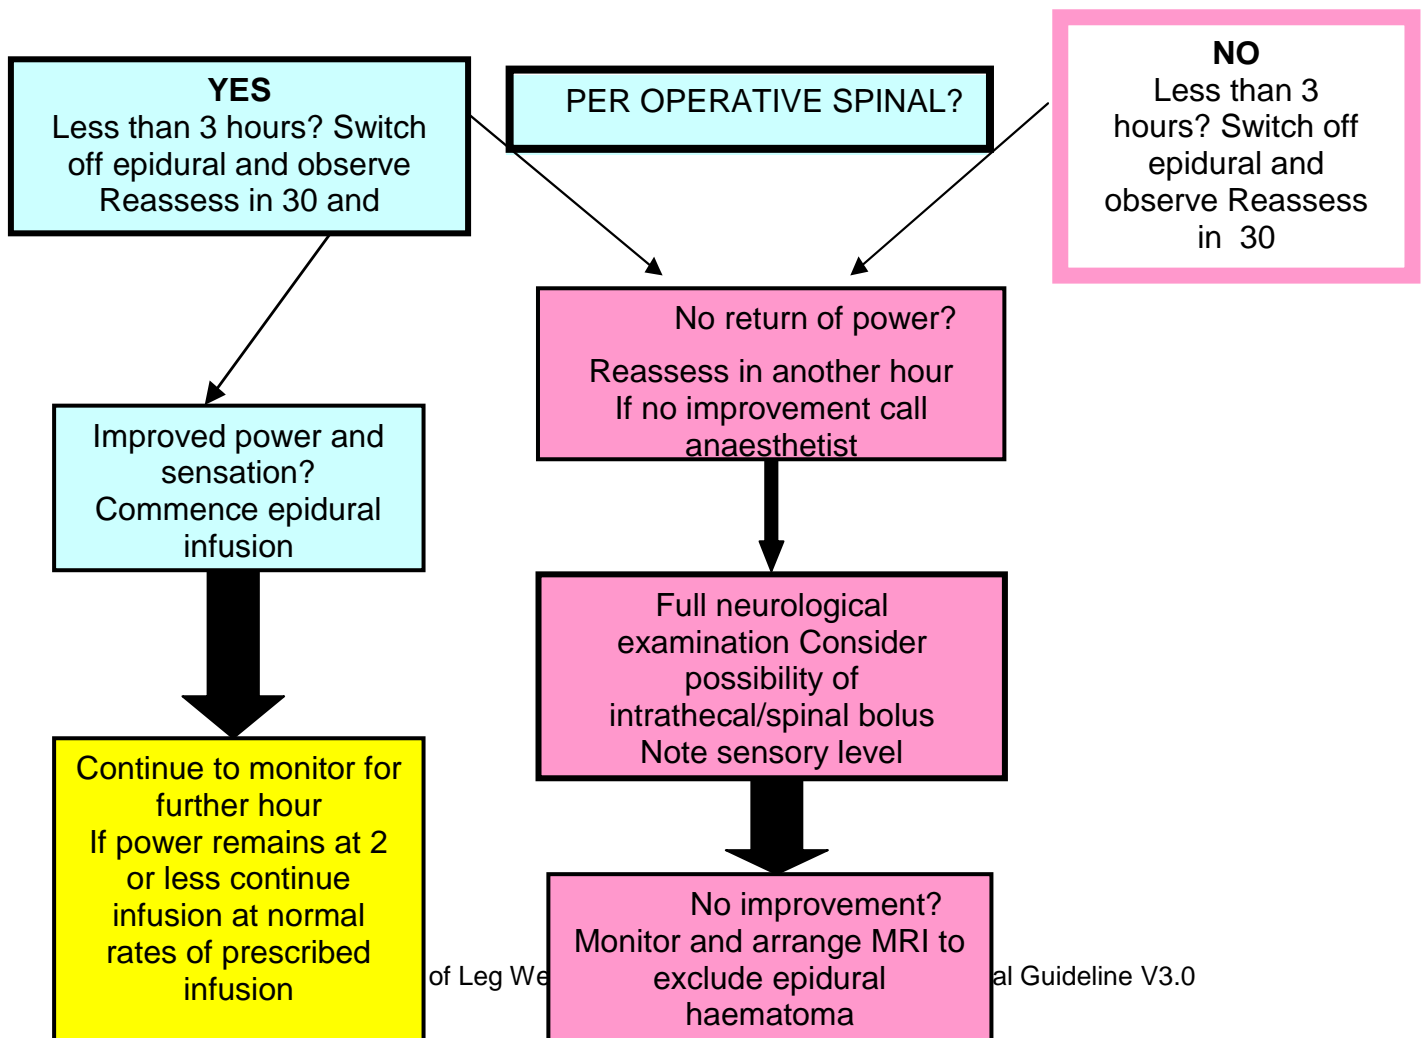 YES
Less than 3 hours? Switch
off epidural and observe
Reassess in 30 and
PER OPERATIVE SPINAL?
NO
Less than 3
hours? Switch off
epidural and
observe Reassess
in 30
No return of power?
Reassess in another hour
If no improvement call
anaesthetist
Improved power and
sensation?
Commence epidural
infusion
Full neurological
examination Consider
possibility of
intrathecal/spinal bolus
Note sensory level
Continue to monitor for
further hour
If power remains at 2
or less continue
infusion at normal
rates of prescribed
infusion
No improvement?
Monitor and arrange MRI to
exclude epidural
haematoma
of Leg We
al Guideline V3.0